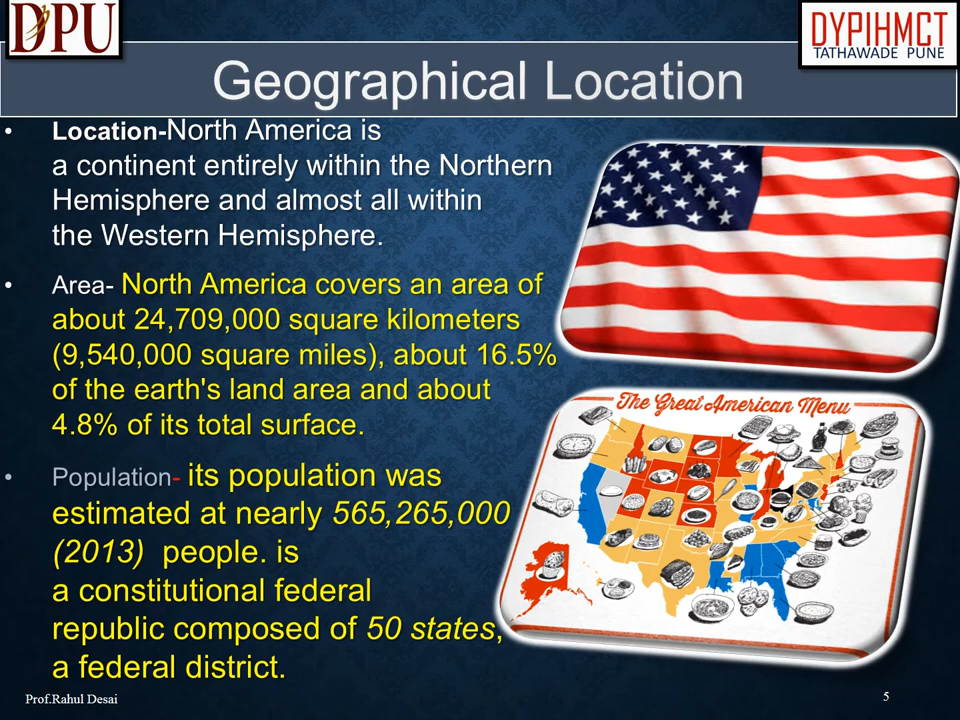 DPU
DYPIHMCT
TATHAWADE PUNE
Geographical Location
• Location-North America is
a continent entirely within the Northern
Hemisphere and almost all within
the Western Hemisphere.
• Area- North America covers an area of
about 24,709,000 square kilometers
(9,540,000 square miles), about 16.5%
of the earth's land area and about
4.8% of its total surface.
• Population- its population was
estimated at nearly 565,265,000
(2013) people. is
a constitutional federal
republic composed of 50 states,
a federal district.
The Great American Menu
Prof.Rahul Desai
5